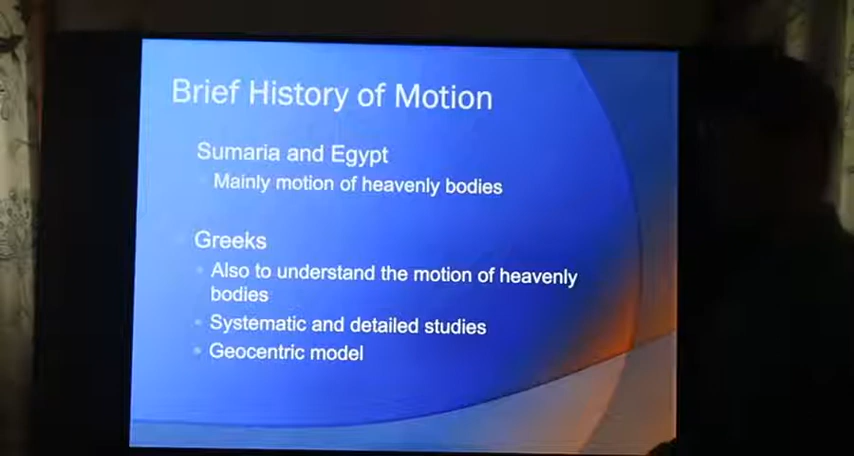 Brief History of Motion
Sumaria and Egypt
Mainly motion of heavenly bodies
Greeks
Also to understand the motion of heavenly
bodies
Systematic and detailed studies
Geocentric model